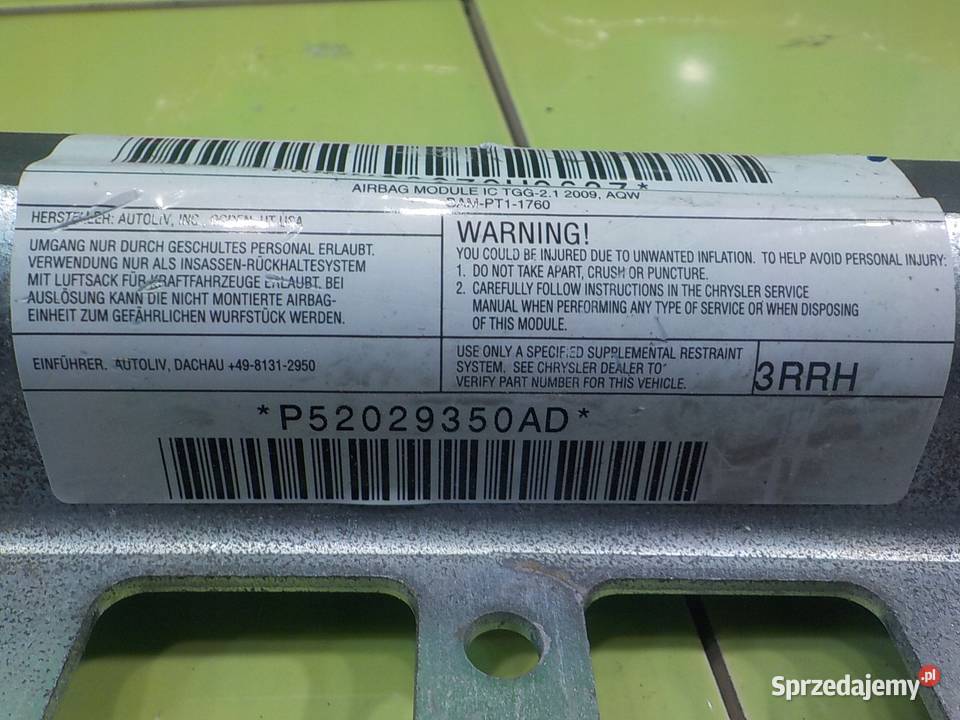 AIRBAG MODULE IC TGG-2.1 2009, AQW
BAM-PT1-1760
HERSTELLER: AUTOLIV, INC., OGDEN, UT USA
UMGANG NUR DURCH GESCHULTES PERSONAL ERLAUBT.
VERWENDUNG NUR ALS INSASSEN-RÜCKHALTESYSTEM
MIT LUFTSACK FÜR KRAFTFAHRZEUGE ERLAUBT. BEI
AUSLÖSUNG KANN DIE NICHT MONTIERTE AIRBAG-
EINHEIT ZUM GEFÄHRLICHEN WURFSTÜCK WERDEN.
EINFÜHRER. AUTOLIV, DACHAU +49-8131-2950
WARNING!
YOU COULD BE INJURED DUE TO UNWANTED INFLATION. TO HELP AVOID PERSONAL INJURY:
1. DO NOT TAKE APART, CRUSH OR PUNCTURE.
2. CAREFULLY FOLLOW INSTRUCTIONS IN THE CHRYSLER SERVICE
MANUAL WHEN PERFORMING ANY TYPE OF SERVICE OR WHEN DISPOSING
OF THIS MODULE.
USE ONLY A SPECIFIED SUPPLEMENTAL RESTRAINT
SYSTEM. SEE CHRYSLER DEALER TO
VERIFY PART NUMBER FOR THIS VEHICLE.
3RRH
*P52029350AD*
Sprzedajemy.pl